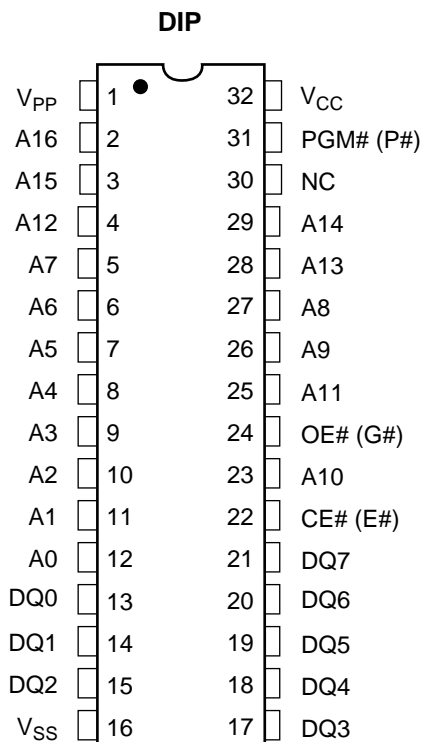 DIP
V_PP 1 32 V_CC
A16 2 31 PGM# (P#)
A15 3 30 NC
A12 4 29 A14
A7 5 28 A13
A6 6 27 A8
A5 7 26 A9
A4 8 25 A11
A3 9 24 OE# (G#)
A2 10 23 A10
A1 11 22 CE# (E#)
A0 12 21 DQ7
DQ0 13 20 DQ6
DQ1 14 19 DQ5
DQ2 15 18 DQ4
V_SS 16 17 DQ3